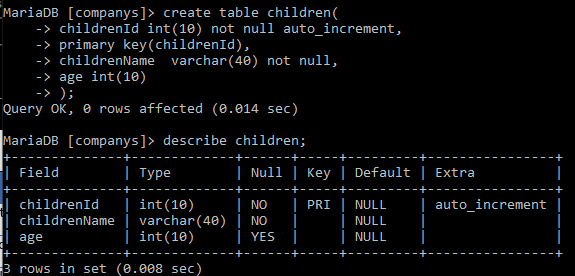 MariaDB [companys]> create table children(
    -> childrenId int(10) not null auto_increment,
    -> primary key(childrenId),
    -> childrenName  varchar(40) not null,
    -> age int(10)
    -> );
Query OK, 0 rows affected (0.014 sec)
MariaDB [companys]> describe children;
+--------------+-------------+------+-----+---------+----------------+
| Field        | Type        | Null | Key | Default | Extra          |
+--------------+-------------+------+-----+---------+----------------+
| childrenId   | int(10)     | NO   | PRI | NULL    | auto_increment |
| childrenName | varchar(40) | NO   |     | NULL    |                |
| age          | int(10)     | YES  |     | NULL    |                |
+--------------+-------------+------+-----+---------+----------------+
3 rows in set (0.008 sec)